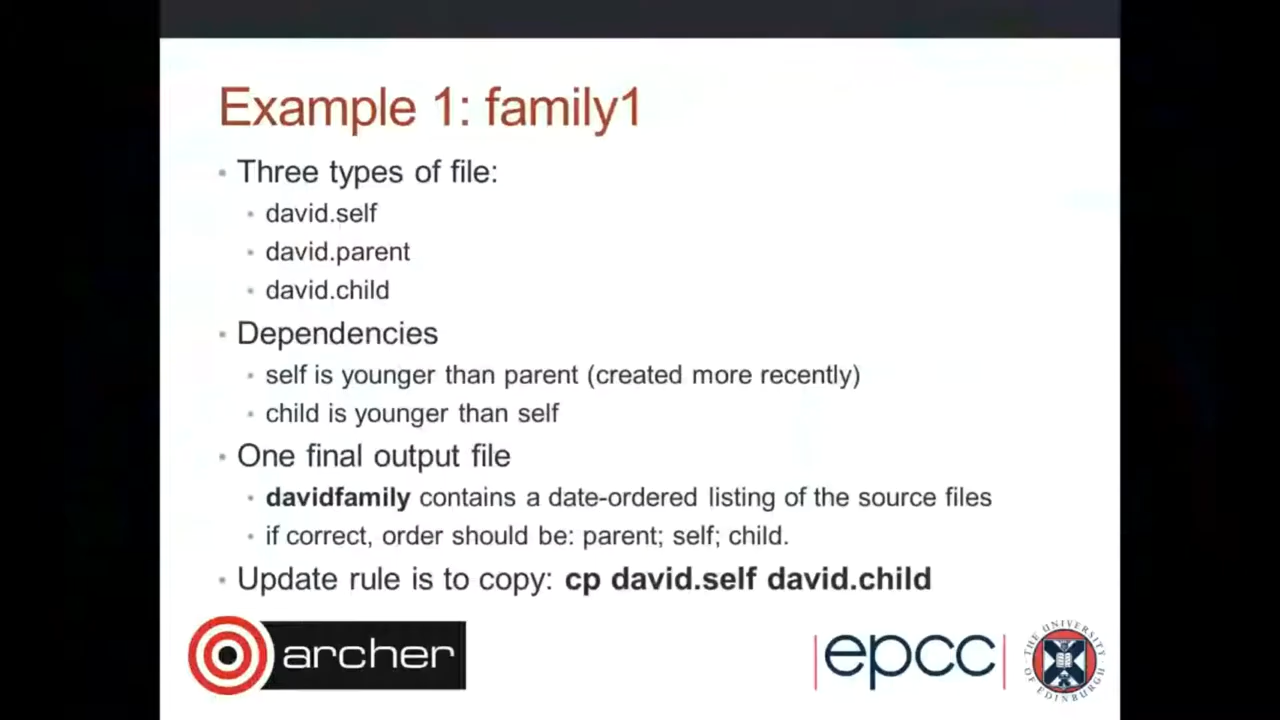 Example 1: family1
• Three types of file:
• david.self
• david.parent
• david.child
• Dependencies
• self is younger than parent (created more recently)
• child is younger than self
• One final output file
• davidfamily contains a date-ordered listing of the source files
• if correct, order should be: parent; self; child.
• Update rule is to copy: cp david.self david.child
archer
|epcc|
THE UNIVERSITY OF EDINBURGH